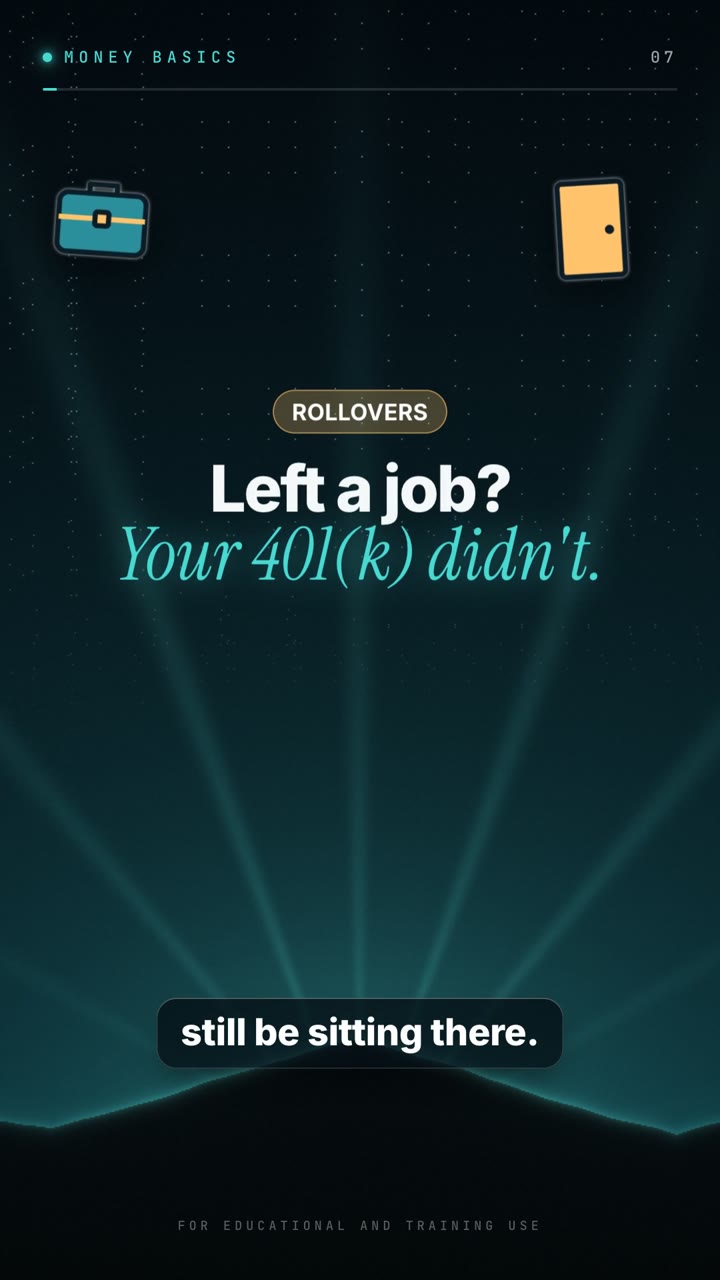 MONEY BASICS
07
ROLLOVERS
Left a job?
Your 401(k) didn't.
still be sitting there.
FOR EDUCATIONAL AND TRAINING USE